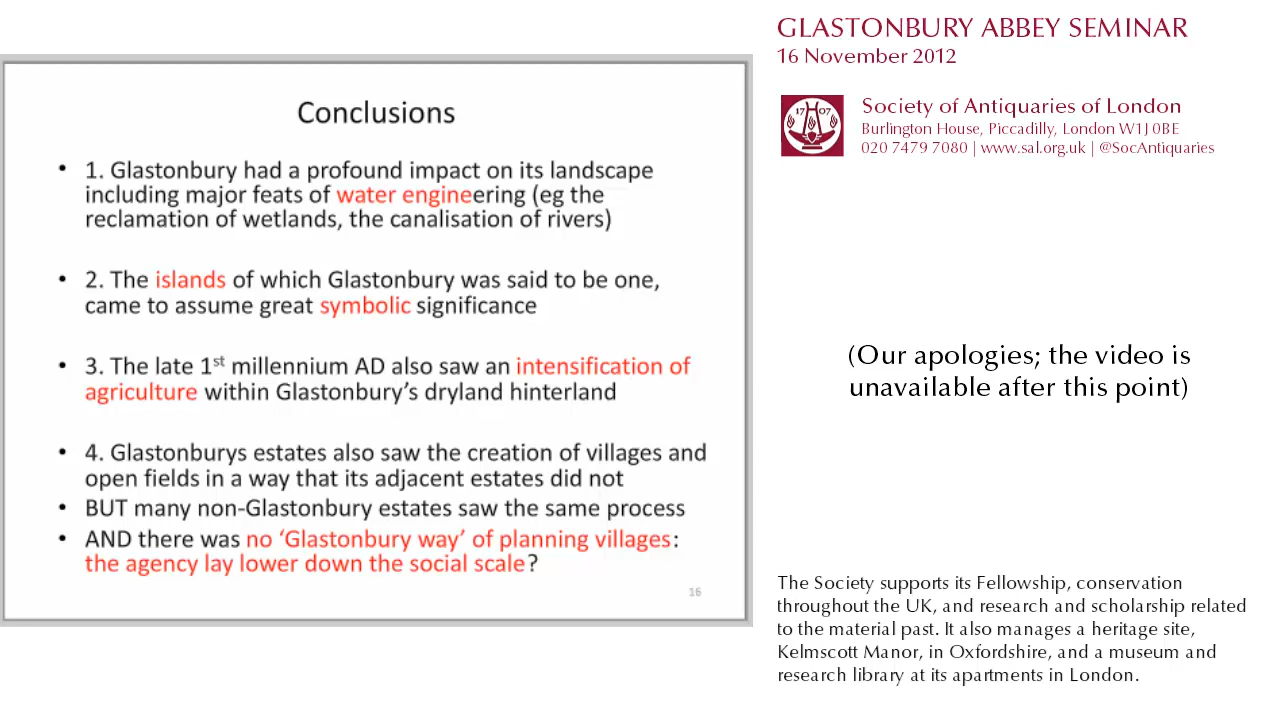 Conclusions
• 1. Glastonbury had a profound impact on its landscape
including major feats of water engineering (eg the
reclamation of wetlands, the canalisation of rivers)
• 2. The islands of which Glastonbury was said to be one,
came to assume great symbolic significance
• 3. The late 1st millennium AD also saw an intensification of
agriculture within Glastonbury’s dryland hinterland
• 4. Glastonburys estates also saw the creation of villages and
open fields in a way that its adjacent estates did not
• BUT many non-Glastonbury estates saw the same process
• AND there was no ‘Glastonbury way’ of planning villages:
the agency lay lower down the social scale?
16
GLASTONBURY ABBEY SEMINAR
16 November 2012
17 07
Society of Antiquaries of London
Burlington House, Piccadilly, London W1J 0BE
020 7479 7080 | www.sal.org.uk | @SocAntiquaries
(Our apologies; the video is
unavailable after this point)
The Society supports its Fellowship, conservation
throughout the UK, and research and scholarship related
to the material past. It also manages a heritage site,
Kelmscott Manor, in Oxfordshire, and a museum and
research library at its apartments in London.